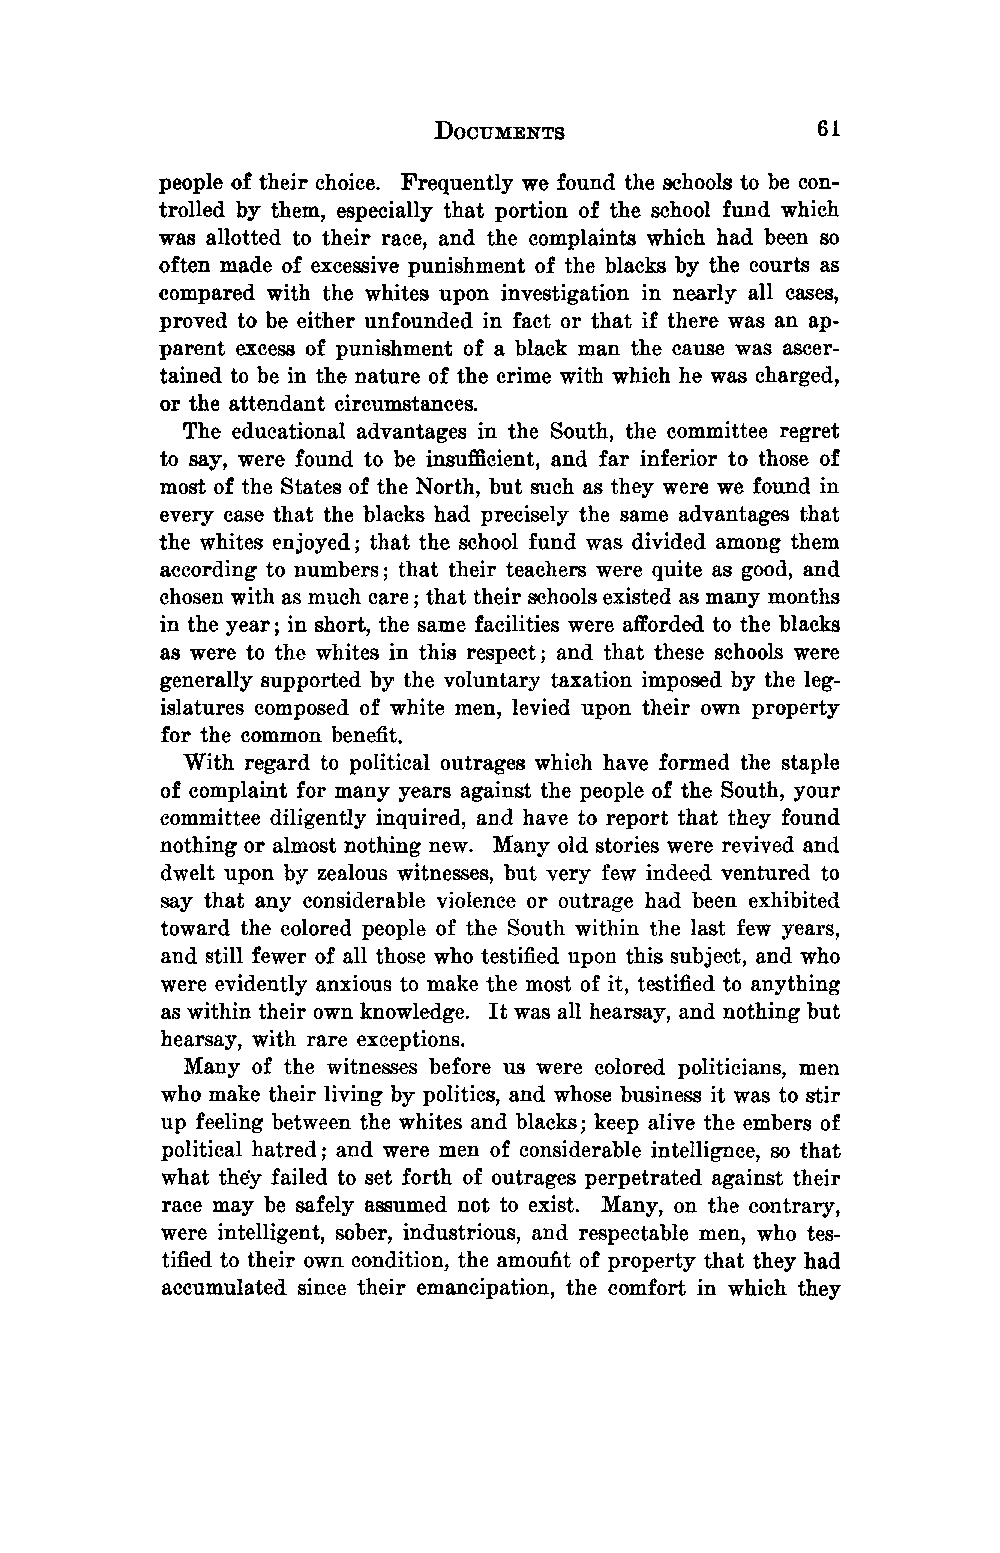 DOCUMENTS 61
people of their choice. Frequently we found the schools to be con-
trolled by them, especially that portion of the school fund which
was allotted to their race, and the complaints which had been so
often made of excessive punishment of the blacks by the courts as
compared with the whites upon investigation in nearly all cases,
proved to be either unfounded in fact or that if there was an ap-
parent excess of punishment of a black man the cause was ascer-
tained to be in the nature of the crime with which he was charged,
or the attendant circumstances.
The educational advantages in the South, the committee regret
to say, were found to be insufficient, and far inferior to those of
most of the States of the North, but such as they were we found in
every case that the blacks had precisely the same advantages that
the whites enjoyed; that the school fund was divided among them
according to numbers; that their teachers were quite as good, and
chosen with as much care; that their schools existed as many months
in the year; in short, the same facilities were afforded to the blacks
as were to the whites in this respect; and that these schools were
generally supported by the voluntary taxation imposed by the leg-
islatures composed of white men, levied upon their own property
for the common benefit.
With regard to political outrages which have formed the staple
of complaint for many years against the people of the South, your
committee diligently inquired, and have to report that they found
nothing or almost nothing new. Many old stories were revived and
dwelt upon by zealous witnesses, but very few indeed ventured to
say that any considerable violence or outrage had been exhibited
toward the colored people of the South within the last few years,
and still fewer of all those who testified upon this subject, and who
were evidently anxious to make the most of it, testified to anything
as within their own knowledge. It was all hearsay, and nothing but
hearsay, with rare exceptions.
Many of the witnesses before us were colored politicians, men
who make their living by politics, and whose business it was to stir
up feeling between the whites and blacks; keep alive the embers of
political hatred; and were men of considerable intellignce, so that
what they failed to set forth of outrages perpetrated against their
race may be safely assumed not to exist. Many, on the contrary,
were intelligent, sober, industrious, and respectable men, who tes-
tified to their own condition, the amount of property that they had
accumulated since their emancipation, the comfort in which they